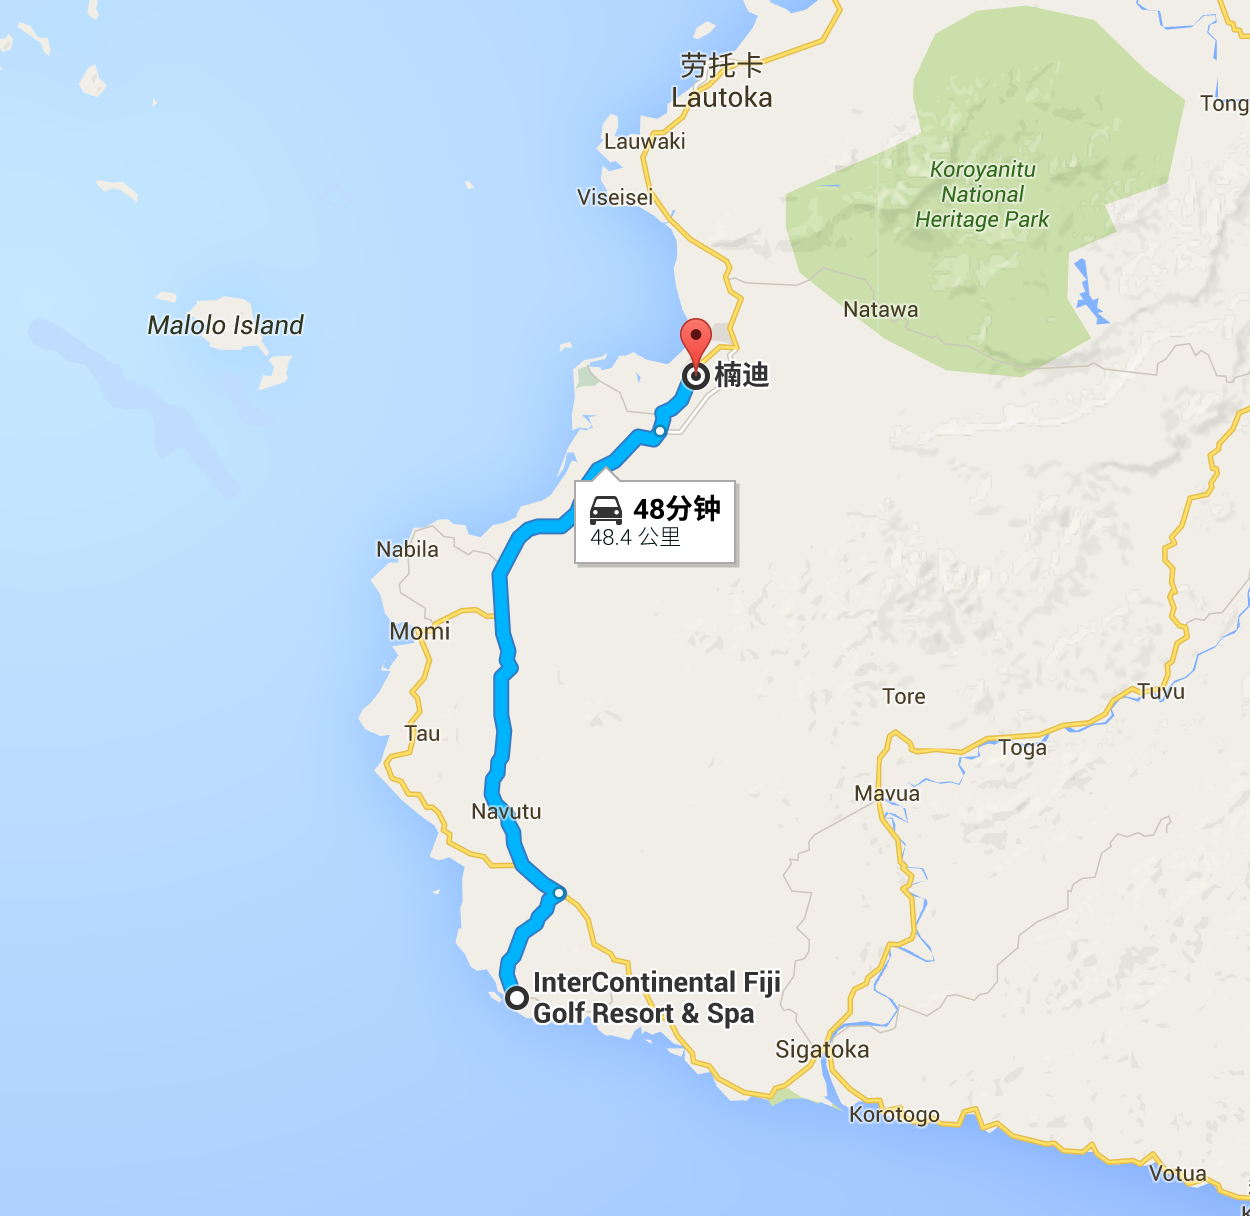 劳托卡
Lautoka
Tong
Lauwaki
Koroyanitu
National
Heritage Park
Viseisei
Natawa
Malolo Island
楠迪
48分钟
48.4 公里
Nabila
Momi
Tore
Tuvu
Tau
Toga
Mavua
Navutu
InterContinental Fiji
Golf Resort & Spa
Sigatoka
Korotogo
Votua